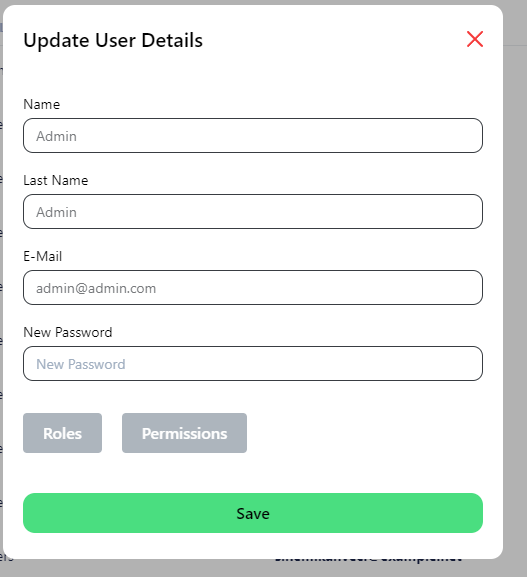 Update User Details
Name
Admin
Last Name
Admin
E-Mail
admin@admin.com
New Password
New Password
Roles
Permissions
Save